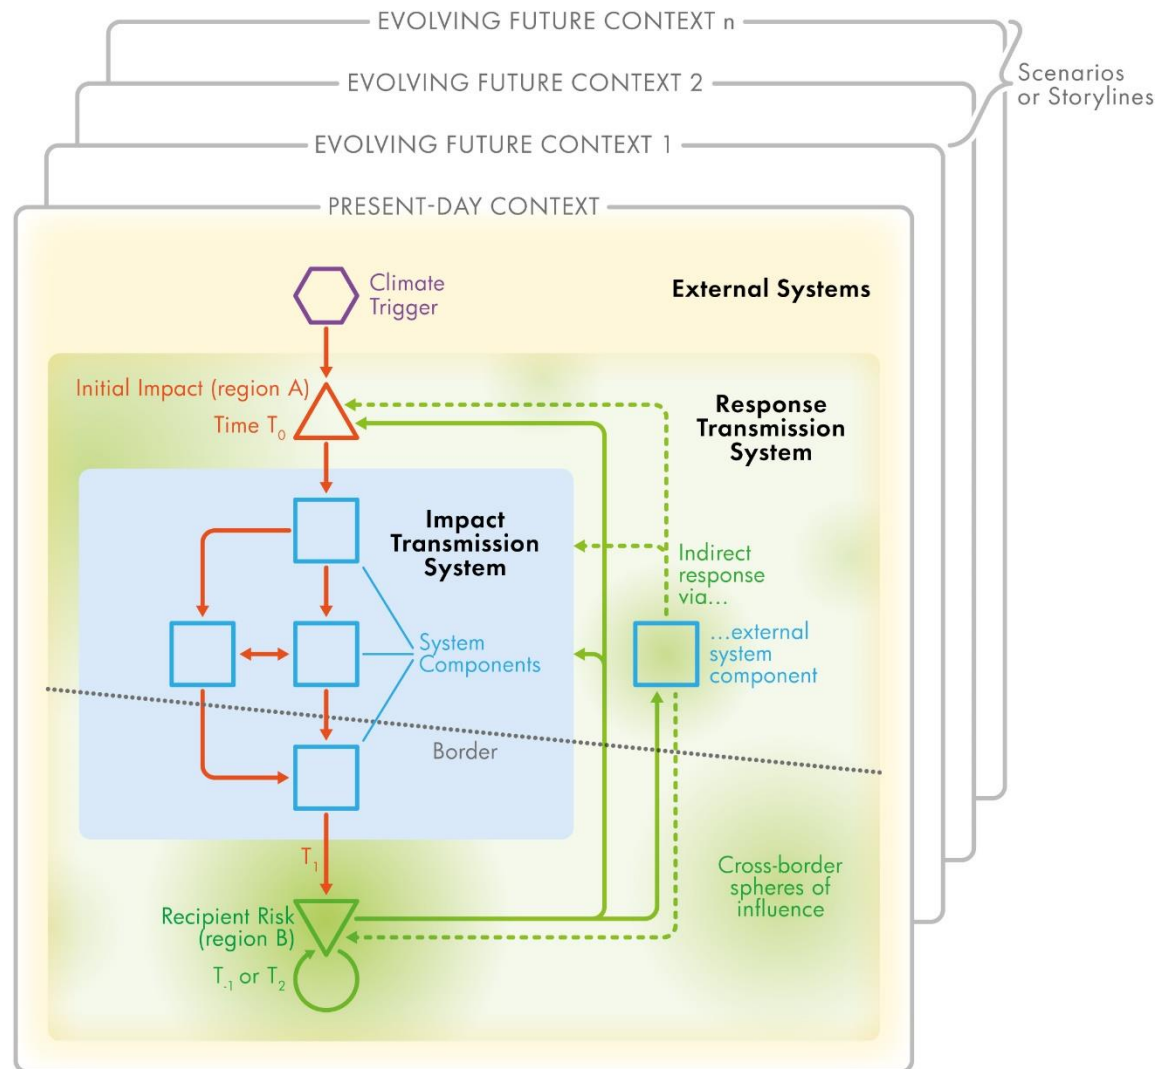 EVOLVING FUTURE CONTEXT n
EVOLVING FUTURE CONTEXT 2
Scenarios
or Storylines
EVOLVING FUTURE CONTEXT 1
PRESENT-DAY CONTEXT
Climate
Trigger
External Systems
Initial Impact (region A)
Time T₀
Response
Transmission
System
Impact
Transmission
System
Indirect
response
via...
...external
system
component
System
Components
Border
T₁
Recipient Risk
(region B)
T₋₁ or T₂
Cross-border
spheres of
influence